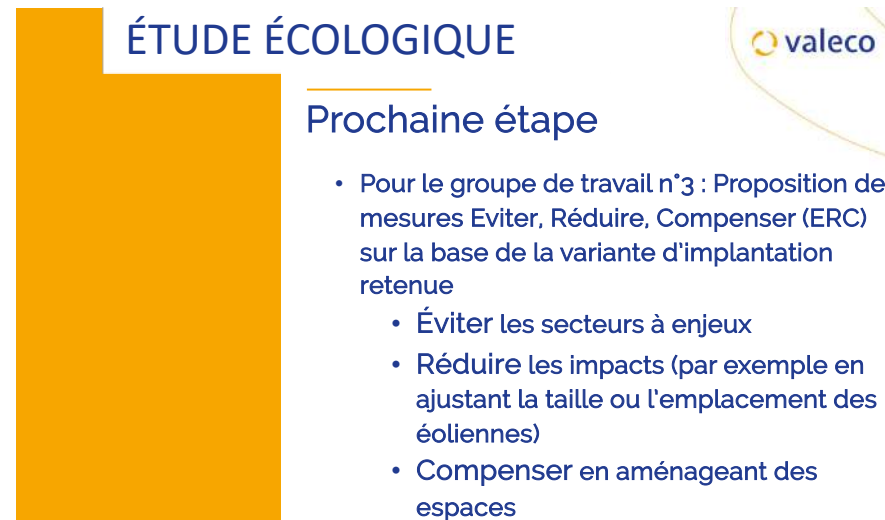 ÉTUDE ÉCOLOGIQUE
valeco
Prochaine étape
• Pour le groupe de travail n°3 : Proposition de
mesures Eviter, Réduire, Compenser (ERC)
sur la base de la variante d'implantation
retenue
• Éviter les secteurs à enjeux
• Réduire les impacts (par exemple en
ajustant la taille ou l'emplacement des
éoliennes)
• Compenser en aménageant des
espaces